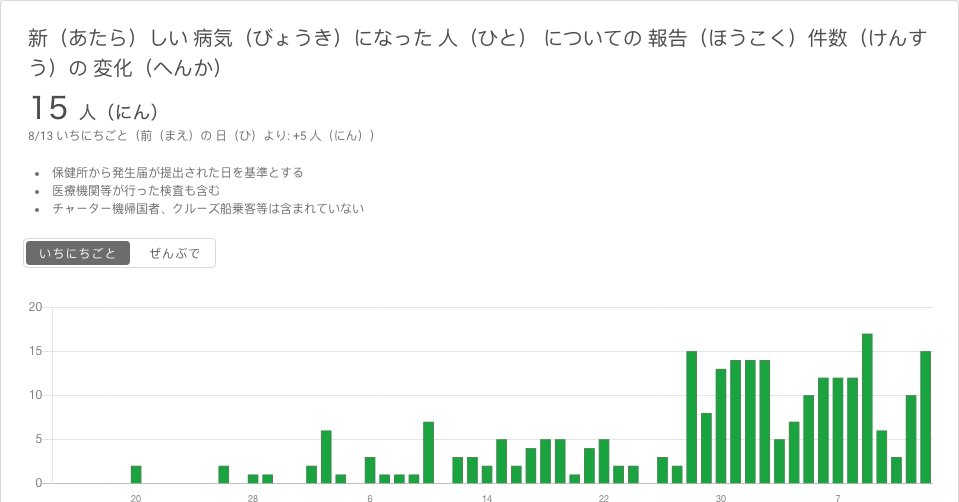 新（あたら）しい 病気（びょうき）になった 人（ひと） についての 報告（ほうこく）件数（けんす
う）の 変化（へんか）
15 人（にん）
8/13 いちにちごと（前（まえ）の 日（ひ）より: +5 人（にん））
保健所から発生届が提出された日を基準とする
医療機関等が行った検査も含む
チャーター機帰国者、クルーズ船乗客等は含まれていない
いちにちごと ぜんぶで
20
15
10
5
0
20 28 6 14 22 30 7